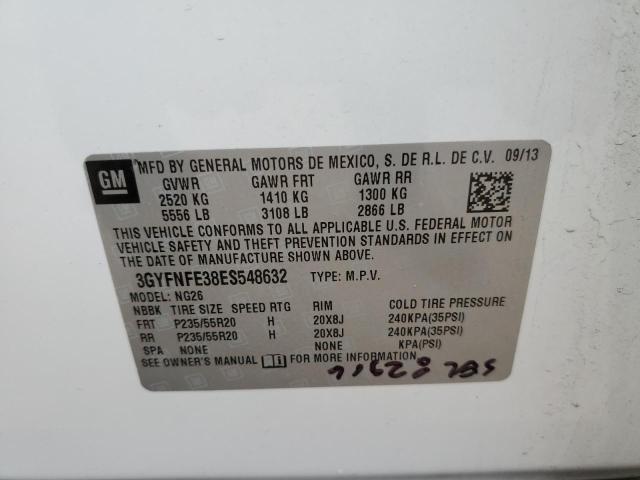 GM
MFD BY GENERAL MOTORS DE MEXICO, S. DE R.L. DE C.V. 09/13
GVWR GAWR FRT GAWR RR
2520 KG 1410 KG 1300 KG
5556 LB 3108 LB 2866 LB
THIS VEHICLE CONFORMS TO ALL APPLICABLE U.S. FEDERAL MOTOR
VEHICLE SAFETY AND THEFT PREVENTION STANDARDS IN EFFECT ON
THE DATE OF MANUFACTURE SHOWN ABOVE.
3GYFNFE38ES548632 TYPE: M.P.V.
MODEL: NG26
NBBK TIRE SIZE SPEED RTG RIM COLD TIRE PRESSURE
FRT P235/55R20 H 20X8J 240KPA(35PSI)
RR P235/55R20 H 20X8J 240KPA(35PSI)
SPA NONE NONE KPA(PSI)
SEE OWNER'S MANUAL FOR MORE INFORMATION